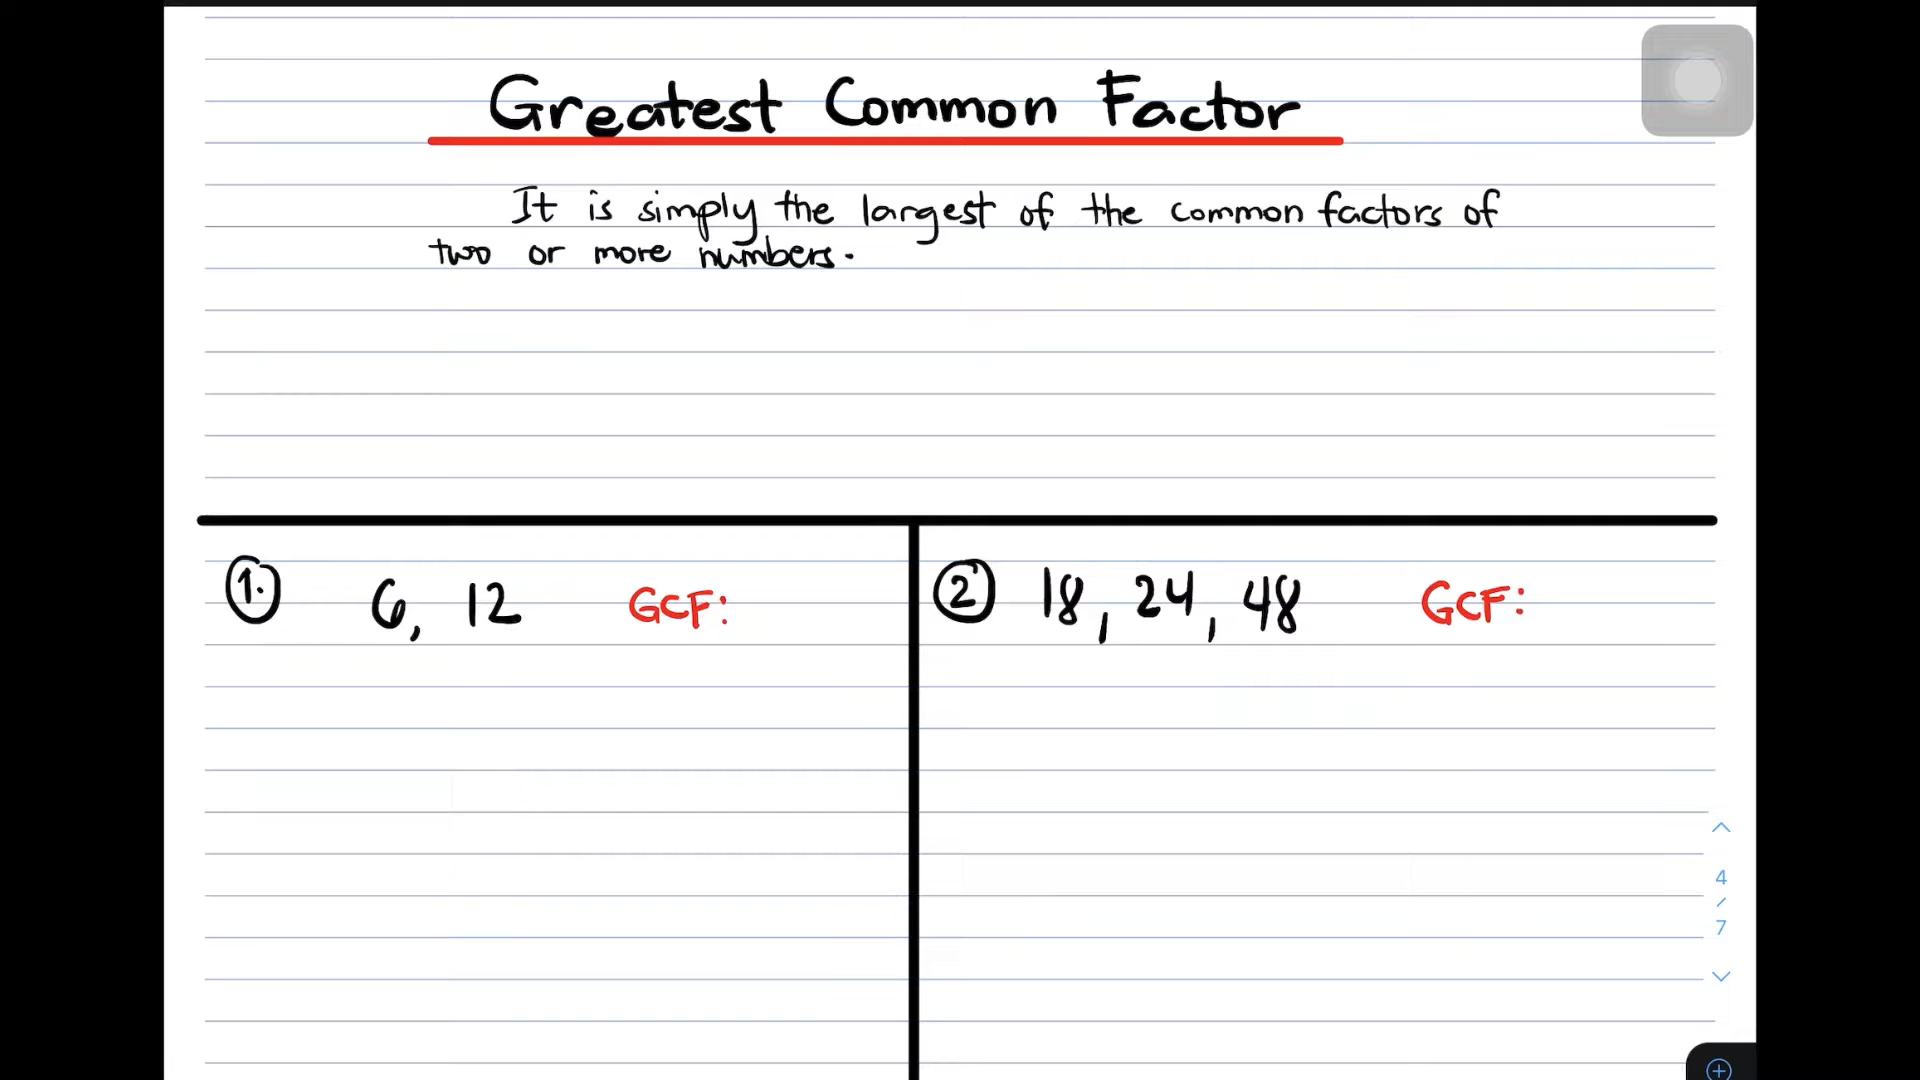 Greatest Common Factor
It is simply the largest of the common factors of
two or more numbers.
1. 6, 12 GCF:
2 18, 24, 48 GCF:
4
/
7